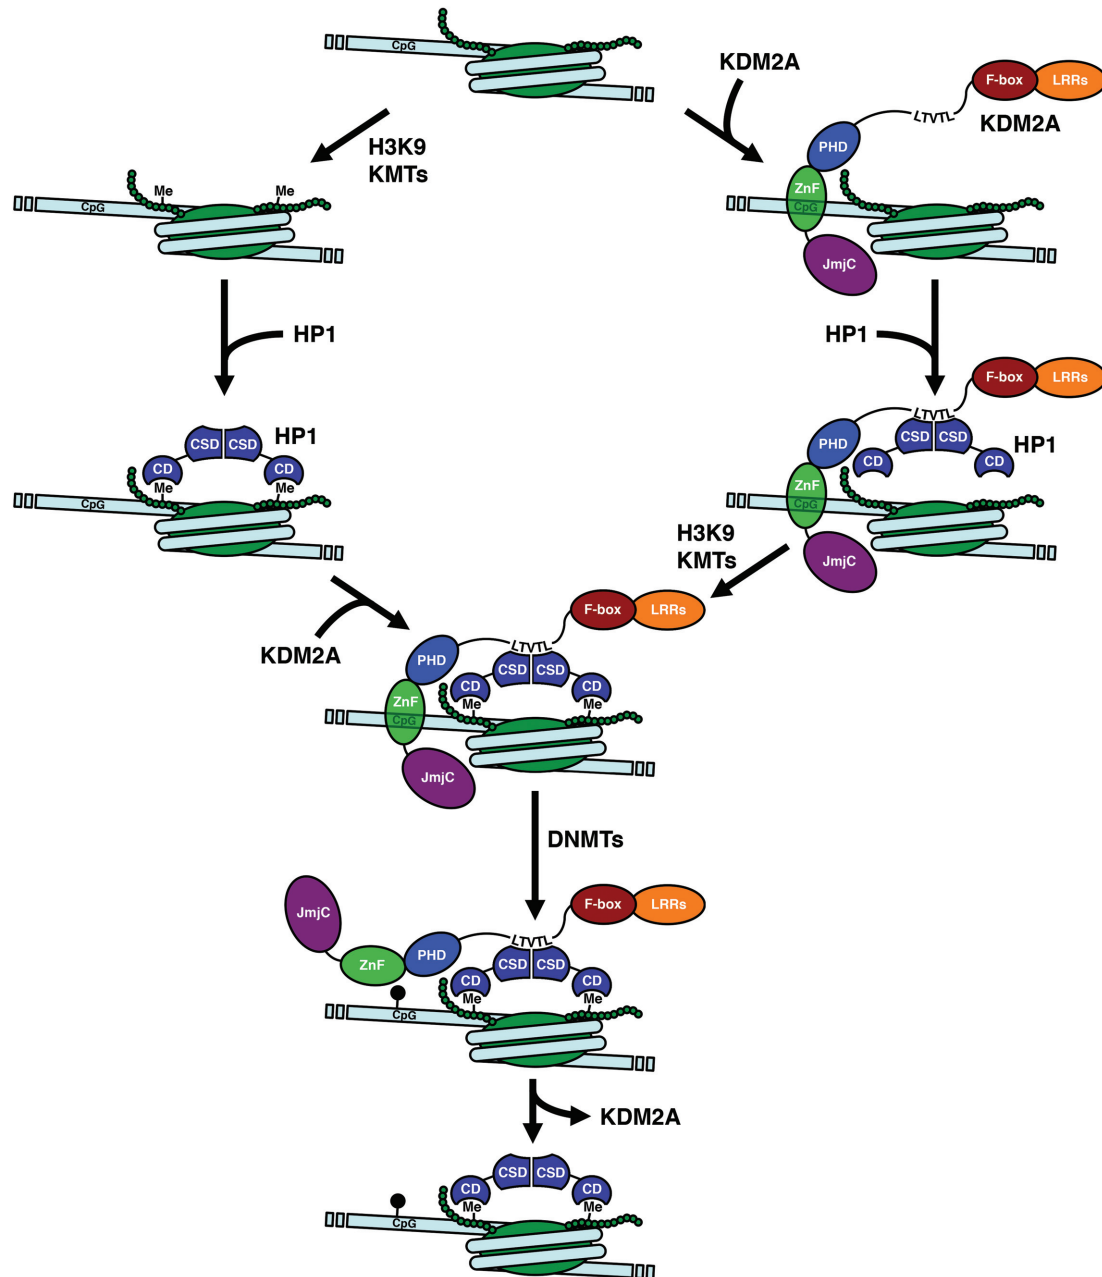 CpG
KDM2A
F-box LRRs
LTVTL
KDM2A
PHD
H3K9
KMTs
ZnF
Me Me
CpG
CpG
JmjC
HP1
HP1
F-box LRRs
LTVTL
CSD CSD
HP1
PHD
CSD CSD
HP1
CD CD
CD CD
Me Me
ZnF
CpG
CpG
H3K9
KMTs
JmjC
F-box LRRs
KDM2A
LTVTL
PHD
CSD CSD
CD CD
ZnF
Me Me
CpG
JmjC
DNMTs
JmjC
F-box LRRs
LTVTL
PHD
ZnF
CSD CSD
CD CD
Me Me
CpG
KDM2A
CSD CSD
CD CD
Me Me
CpG